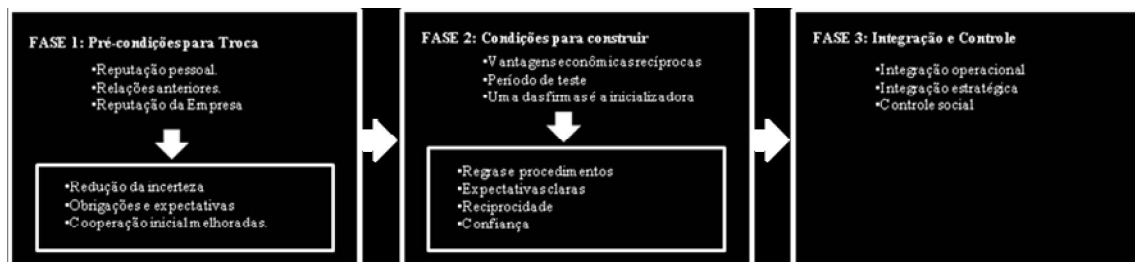 FASE 1: Pré-condições para Troca
•Reputação pessoal.
•Relações anteriores.
•Reputação da Empresa
•Redução da incerteza
•Obrigações e expectativas
•Cooperação inicial melhoradas.
FASE 2: Condições para construir
•Vantagens econômicas recíprocas
•Período de teste
•Uma das firmas é a inicializadora
•Regras e procedimentos
•Expectativas claras
•Reciprocidade
•Confiança
FASE 3: Integração e Controle
•Integração operacional
•Integração estratégica
•Controle social